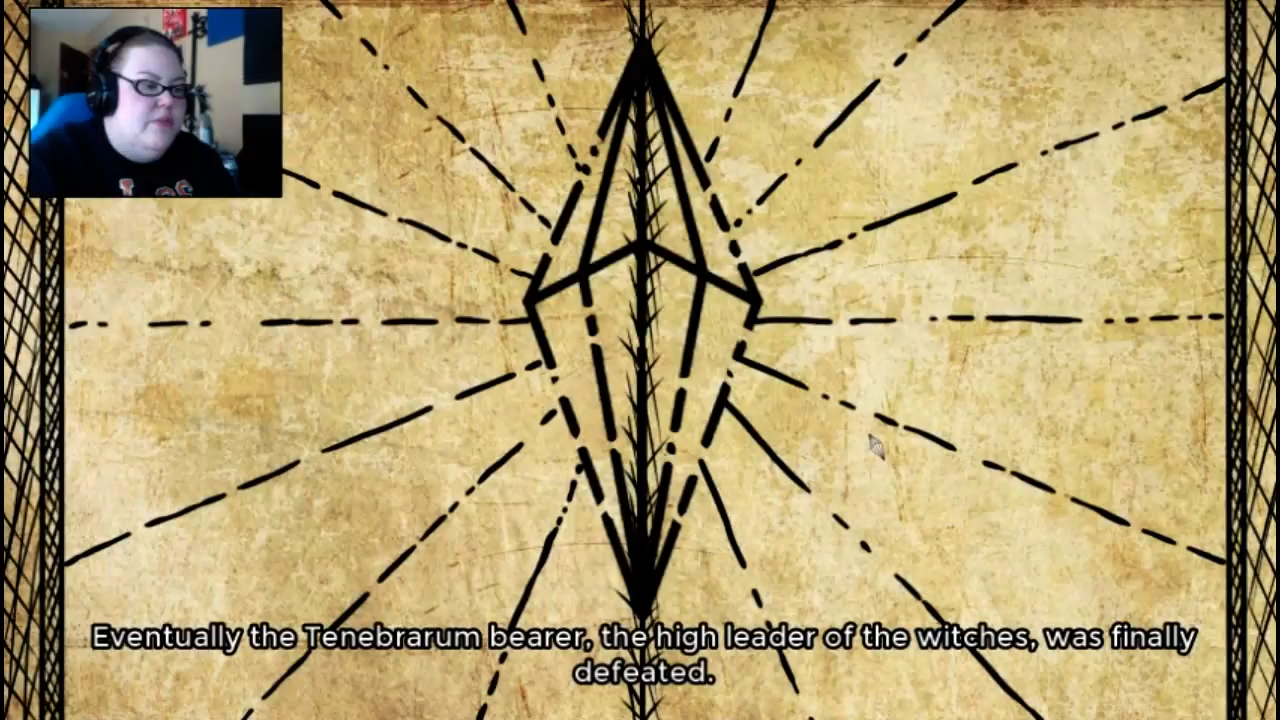 Eventually the Tenebrarum bearer, the high leader of the witches, was finally
defeated.